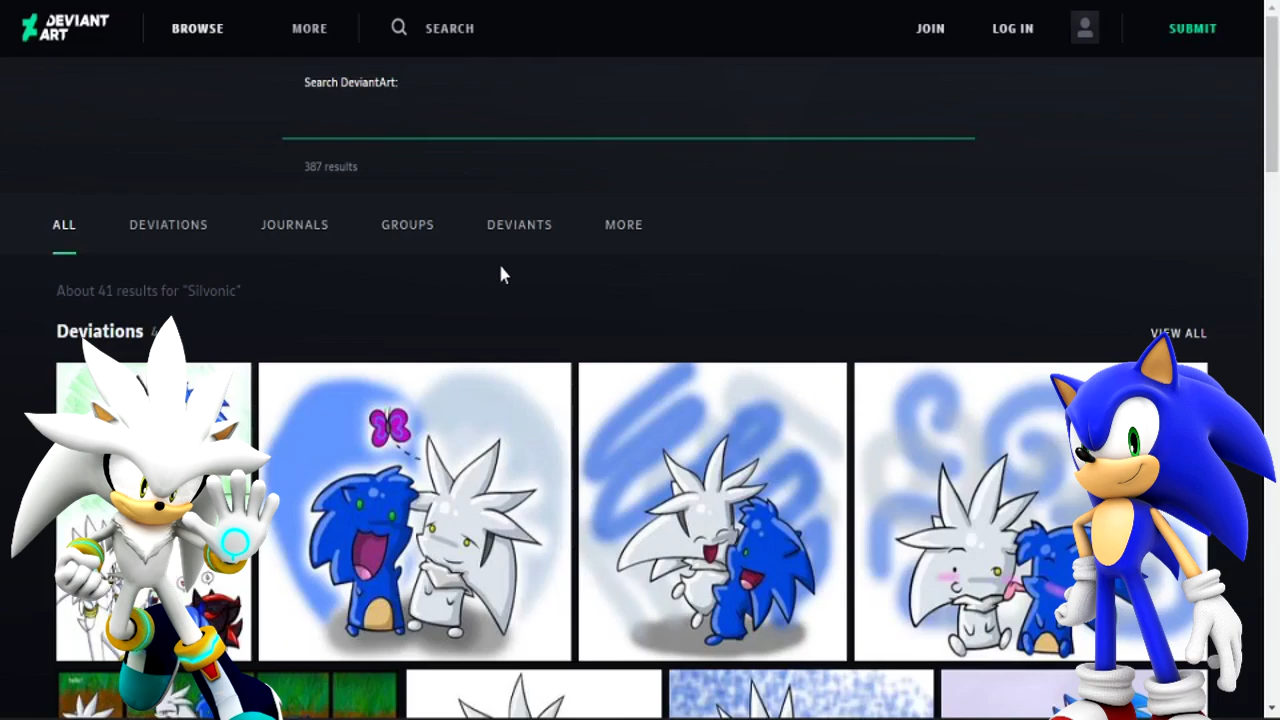 DEVIANT
ART
BROWSE
MORE
SEARCH
JOIN
LOG IN
SUBMIT
Search DeviantArt:
387 results
ALL
DEVIATIONS
JOURNALS
GROUPS
DEVIANTS
MORE
About 41 results for "Silvonic"
Deviations
VIEW ALL